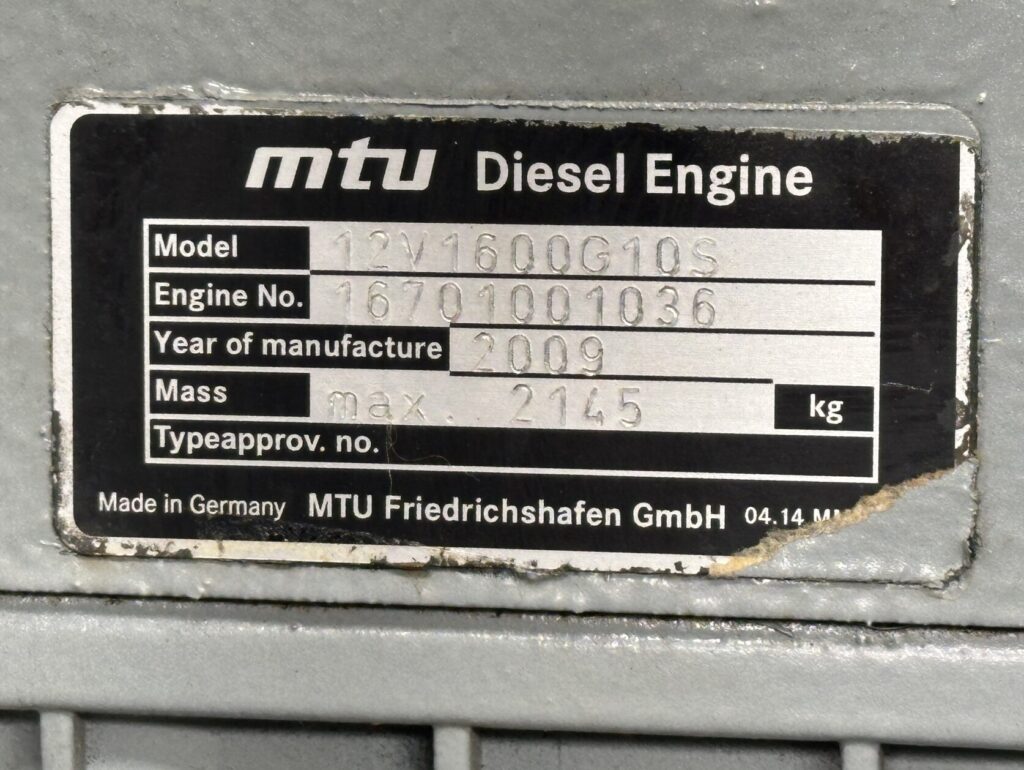 mtu Diesel Engine
Model 12V1600G10S
Engine No. 16701001036
Year of manufacture 2009
Mass max. 2145 kg
Typeapprov. no.
Made in Germany MTU Friedrichshafen GmbH 04.14